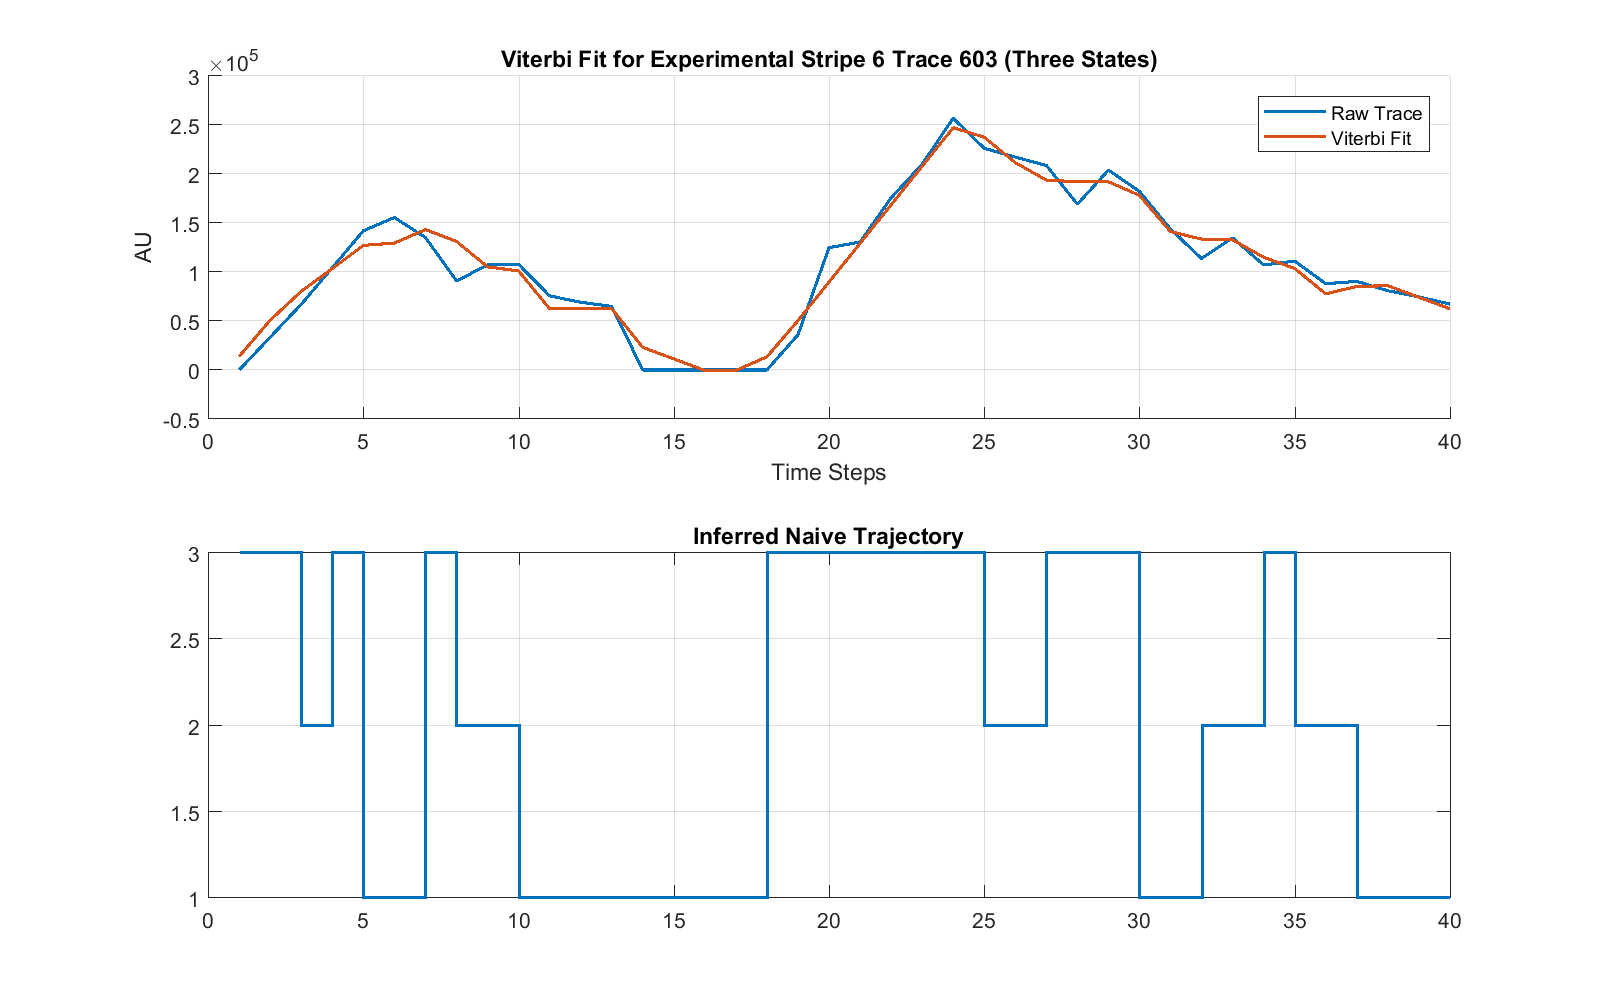 Viterbi Fit for Experimental Stripe 6 Trace 603 (Three States)
×10⁵
3
2.5
2
1.5
1
0.5
0
-0.5
AU
Raw Trace
Viterbi Fit
0 5 10 15 20 25 30 35 40
Time Steps
Inferred Naive Trajectory
3
2.5
2
1.5
1
0 5 10 15 20 25 30 35 40